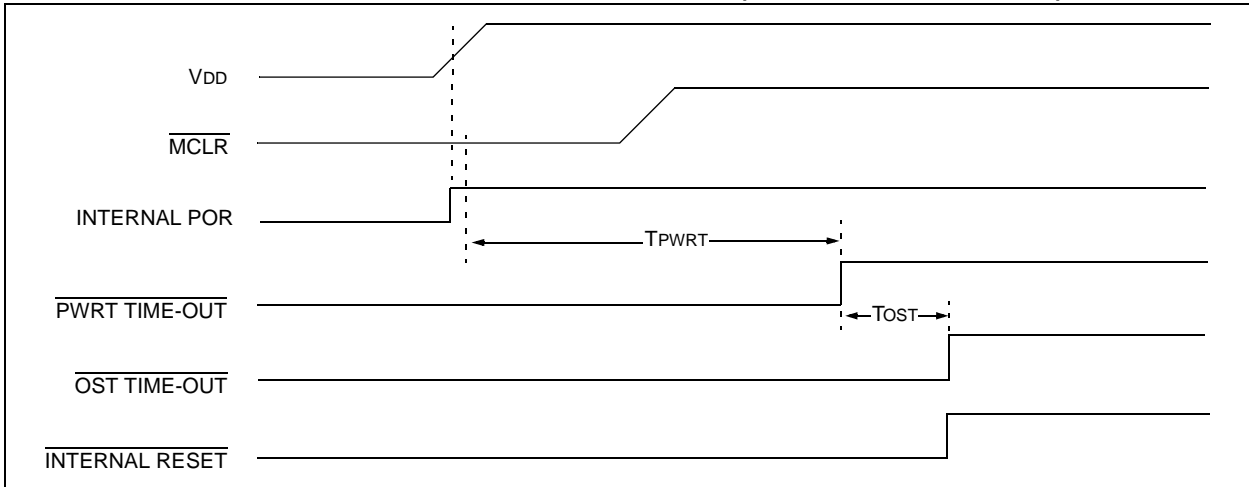 VDD
MCLR
INTERNAL POR
TPWRT
PWRT TIME-OUT
TOST
OST TIME-OUT
INTERNAL RESET